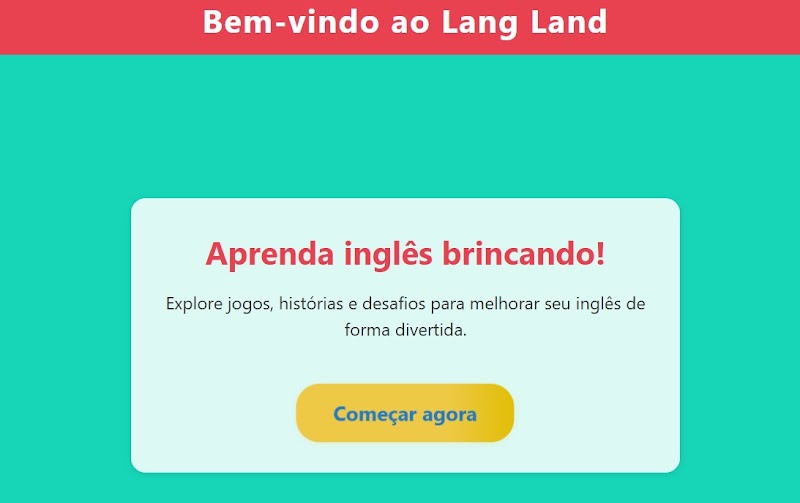 Bem-vindo ao Lang Land
Aprenda inglês brincando!
Explore jogos, histórias e desafios para melhorar seu inglês de
forma divertida.
Começar agora